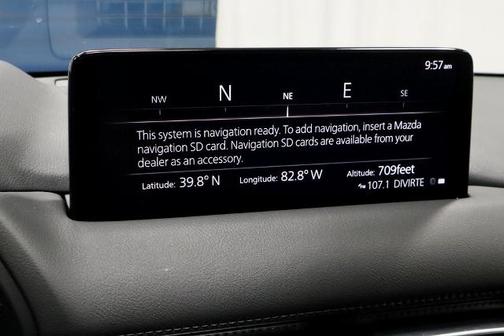 9:57am
NW N NE E SE
This system is navigation ready. To add navigation, insert a Mazda
navigation SD card. Navigation SD cards are available from your
dealer as an accessory.
Latitude: 39.8° N Longitude: 82.8° W Altitude: 709feet
107.1 DIVIRTE